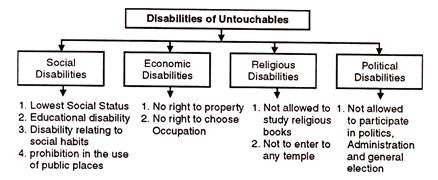 Disabilities of Untouchables
Social
Disabilities
Economic
Disabilities
Religious
Disabilities
Political
Disabilities
1. Lowest Social Status
2. Educational disability
3. Disability relating to
social habits
4. prohibition in the use
of public places
1. No right to property
2. No right to choose
Occupation
1. Not allowed to
study religious
books
2. Not to enter to
any temple
1. Not allowed
to participate
in politics,
Administration
and general
election